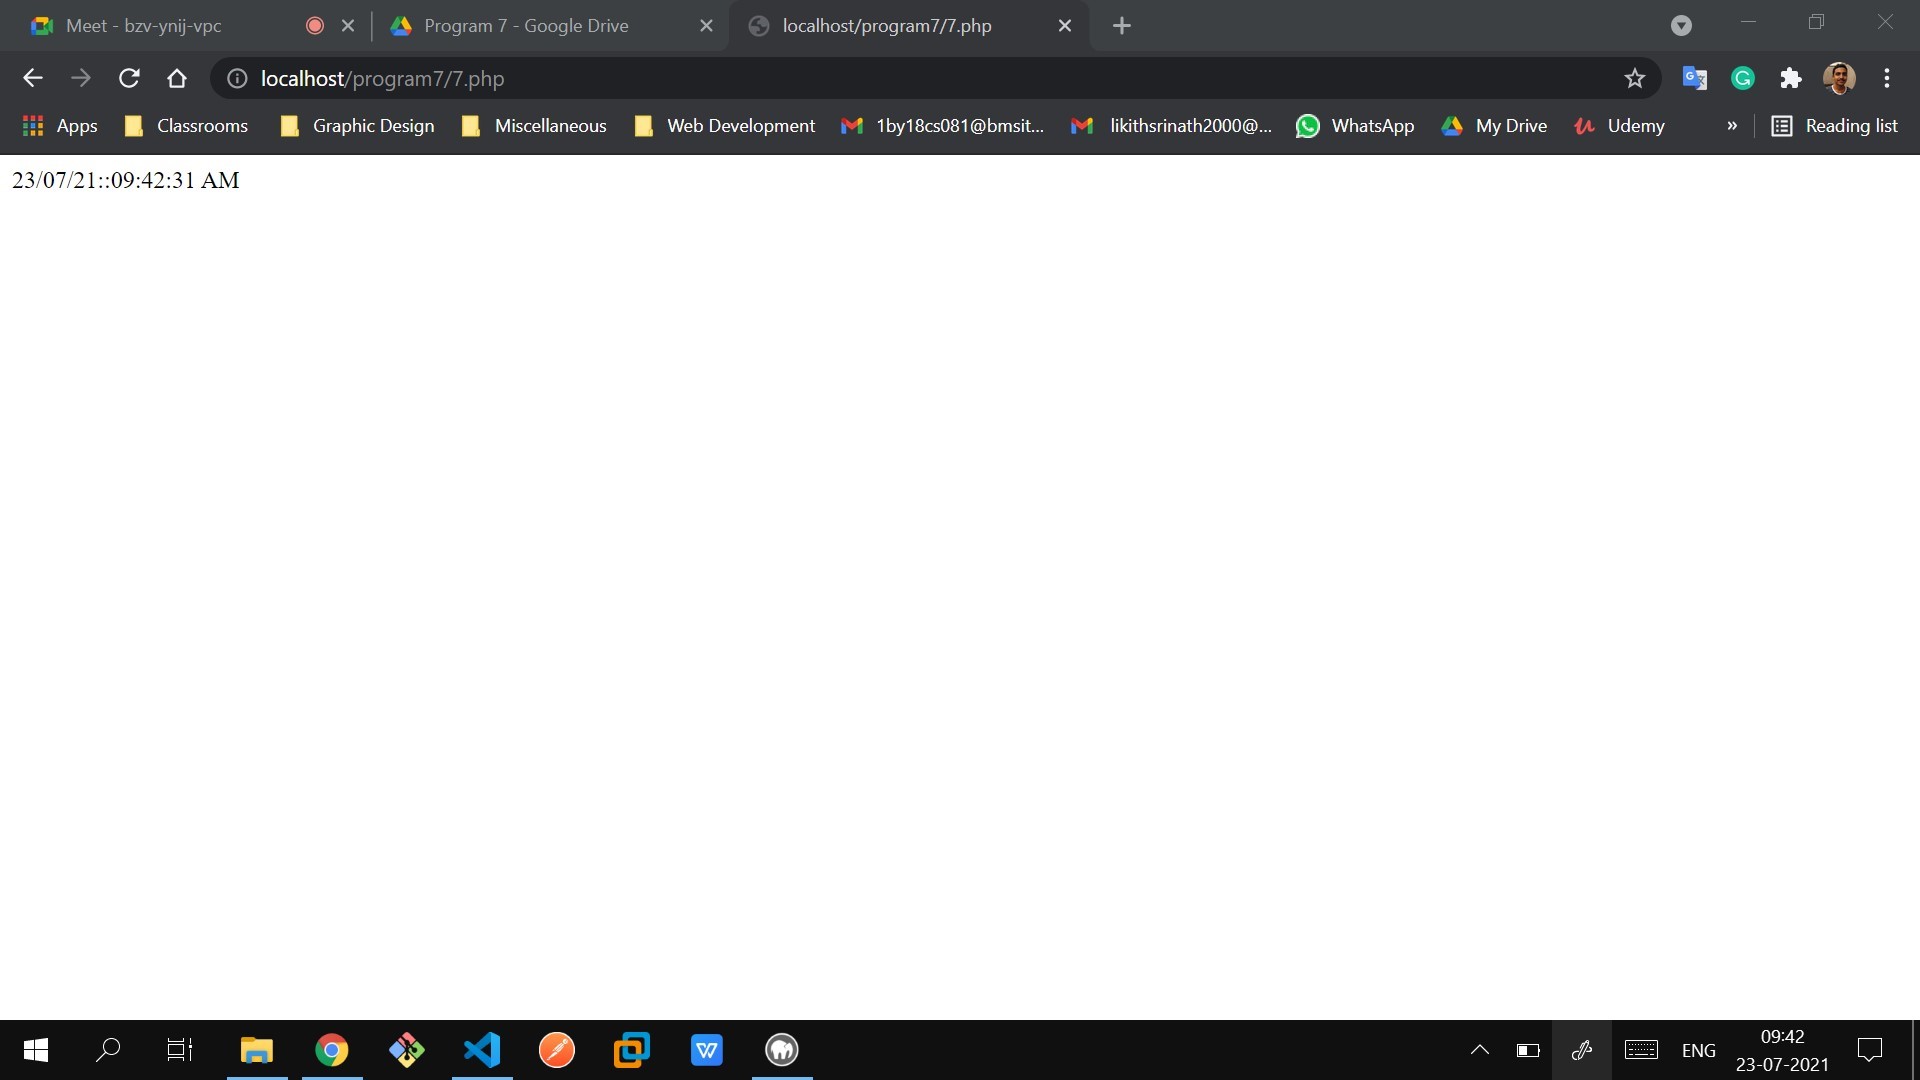 Meet - bzv-ynij-vpc
Program 7 - Google Drive
localhost/program7/7.php
localhost/program7/7.php
Apps Classrooms Graphic Design Miscellaneous Web Development 1by18cs081@bmsit... likithsrinath2000@... WhatsApp My Drive Udemy » Reading list
23/07/21::09:42:31 AM
ENG
09:42
23-07-2021